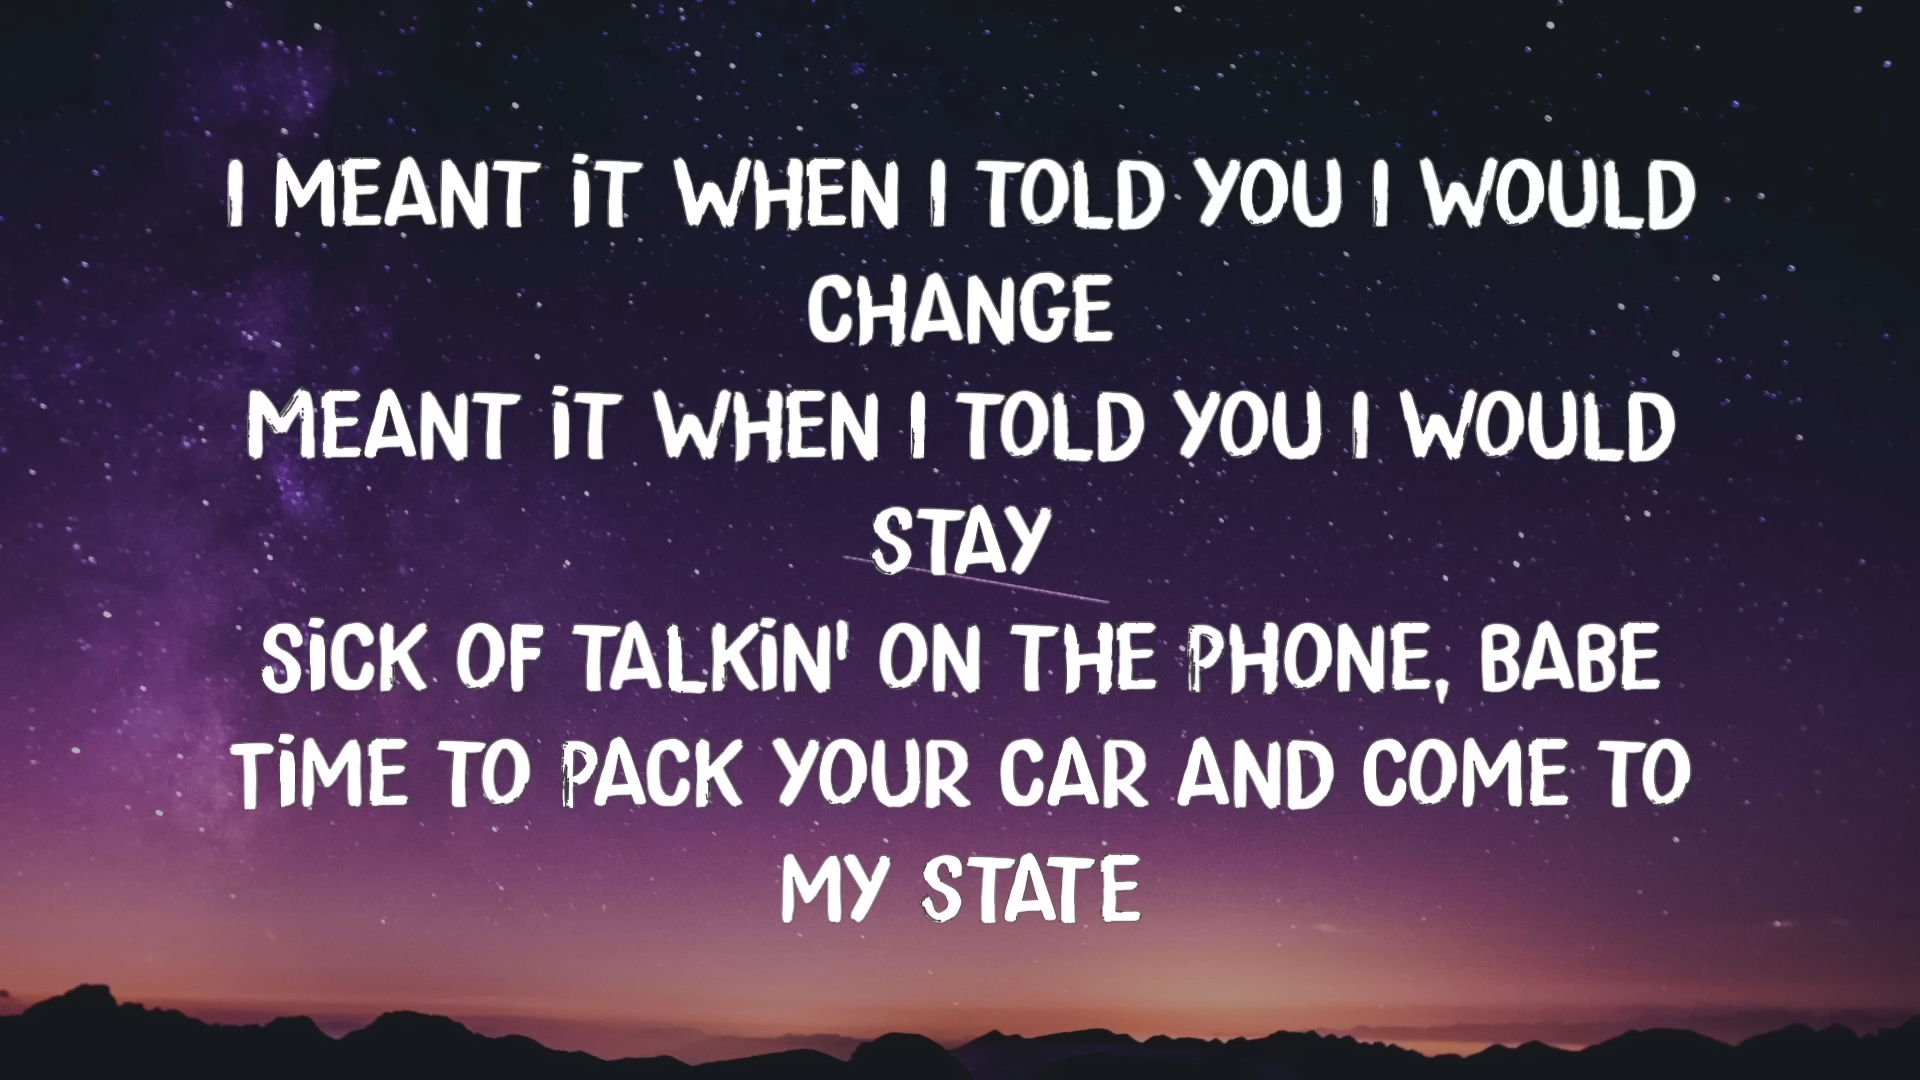 I MEANT iT WHEN I TOLD YOU I WOULD
CHANGE
MEANT iT WHEN I TOLD YOU I WOULD
STAY
SiCK OF TALKiN' ON THE PHONE, BABE
TiME TO PACK YOUR CAR AND COME TO
MY STATE